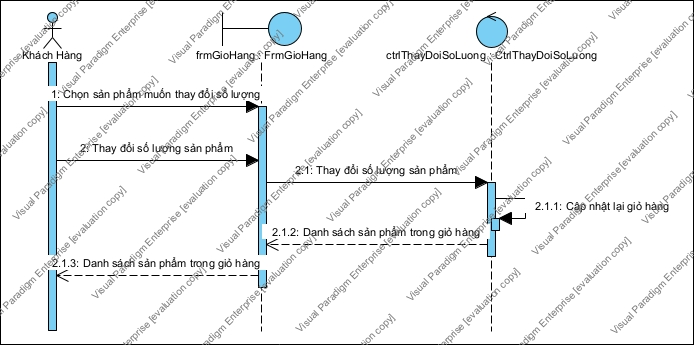 Khách Hàng
frmGioHang : FrmGioHang
ctrlThayDoiSoLuong : CtrlThayDoiSoLuong
1: Chọn sản phẩm muốn thay đổi số lượng
2: Thay đổi số lượng sản phẩm
2.1: Thay đổi số lượng sản phẩm
2.1.1: Cập nhật lại giỏ hàng
2.1.2: Danh sách sản phẩm trong giỏ hàng
2.1.3: Danh sách sản phẩm trong giỏ hàng
Visual Paradigm Enterprise [evaluation copy]